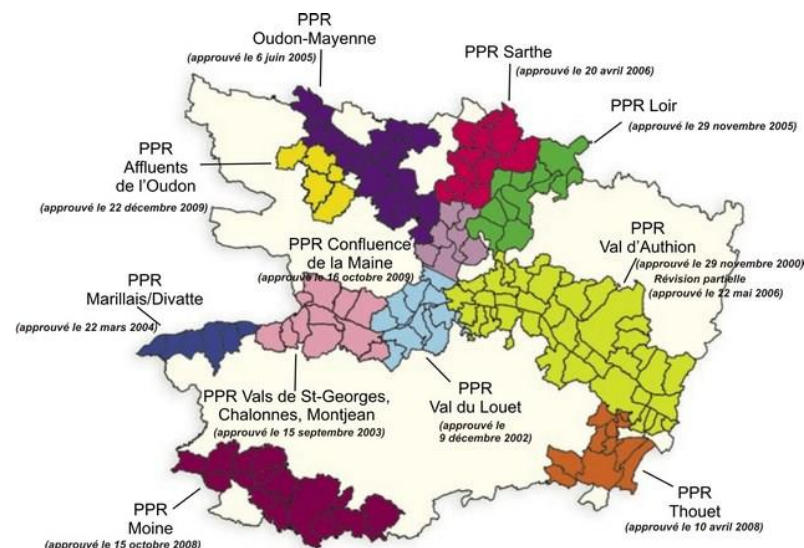 PPR
Oudon-Mayenne
(approuvé le 6 juin 2005)
PPR Sarthe
(approuvé le 20 avril 2006)
PPR Loir
(approuvé le 29 novembre 2005)
PPR
Affluents
de l'Oudon
(approuvé le 22 décembre 2009)
PPR Confluence
de la Maine
(approuvé le 16 octobre 2009)
PPR
Val d'Authion
(approuvé le 29 novembre 2000)
Révision partielle
(approuvé le 22 mai 2006)
PPR
Marillais/Divatte
(approuvé le 22 mars 2004)
PPR Vals de St-Georges,
Chalonnes, Montjean
(approuvé le 15 septembre 2003)
PPR
Val du Louet
(approuvé le
9 décembre 2002)
PPR
Moine
(approuvé le 15 octobre 2008)
PPR
Thouet
(approuvé le 10 avril 2008)